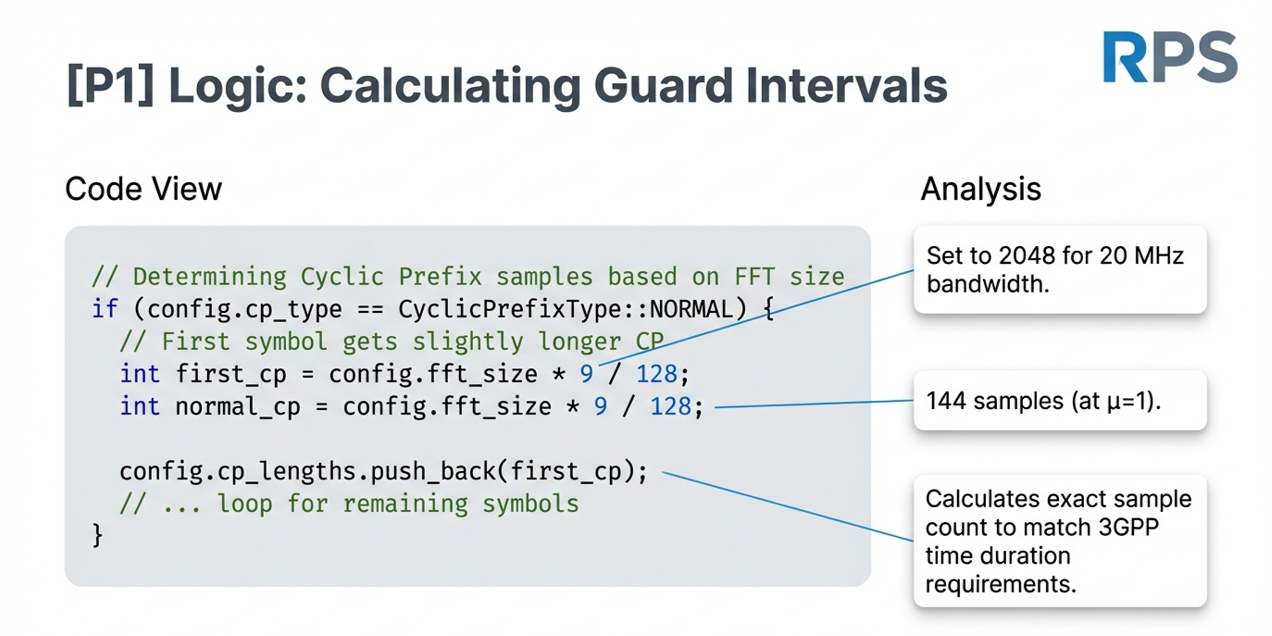 RPS
[P1] Logic: Calculating Guard Intervals
Code View
// Determining Cyclic Prefix samples based on FFT size
if (config.cp_type == CyclicPrefixType::NORMAL) {
  // First symbol gets slightly longer CP
  int first_cp = config.fft_size * 9 / 128;
  int normal_cp = config.fft_size * 9 / 128;
  config.cp_lengths.push_back(first_cp);
  // ... loop for remaining symbols
}
Analysis
Set to 2048 for 20 MHz
bandwidth.
144 samples (at μ=1).
Calculates exact sample
count to match 3GPP
time duration
requirements.